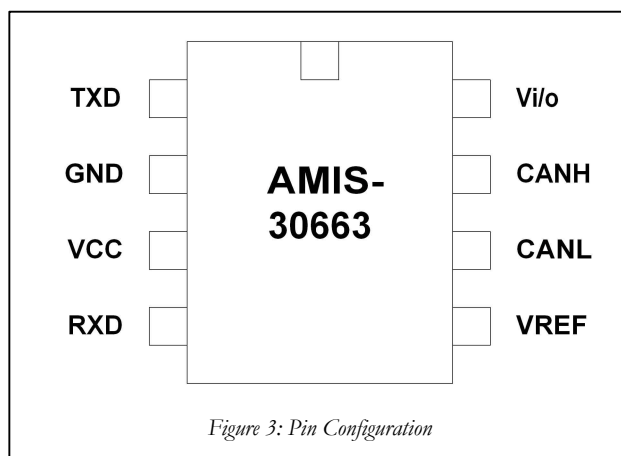 TXD
GND
VCC
RXD
AMIS-
30663
Vi/o
CANH
CANL
VREF
Figure 3: Pin Configuration